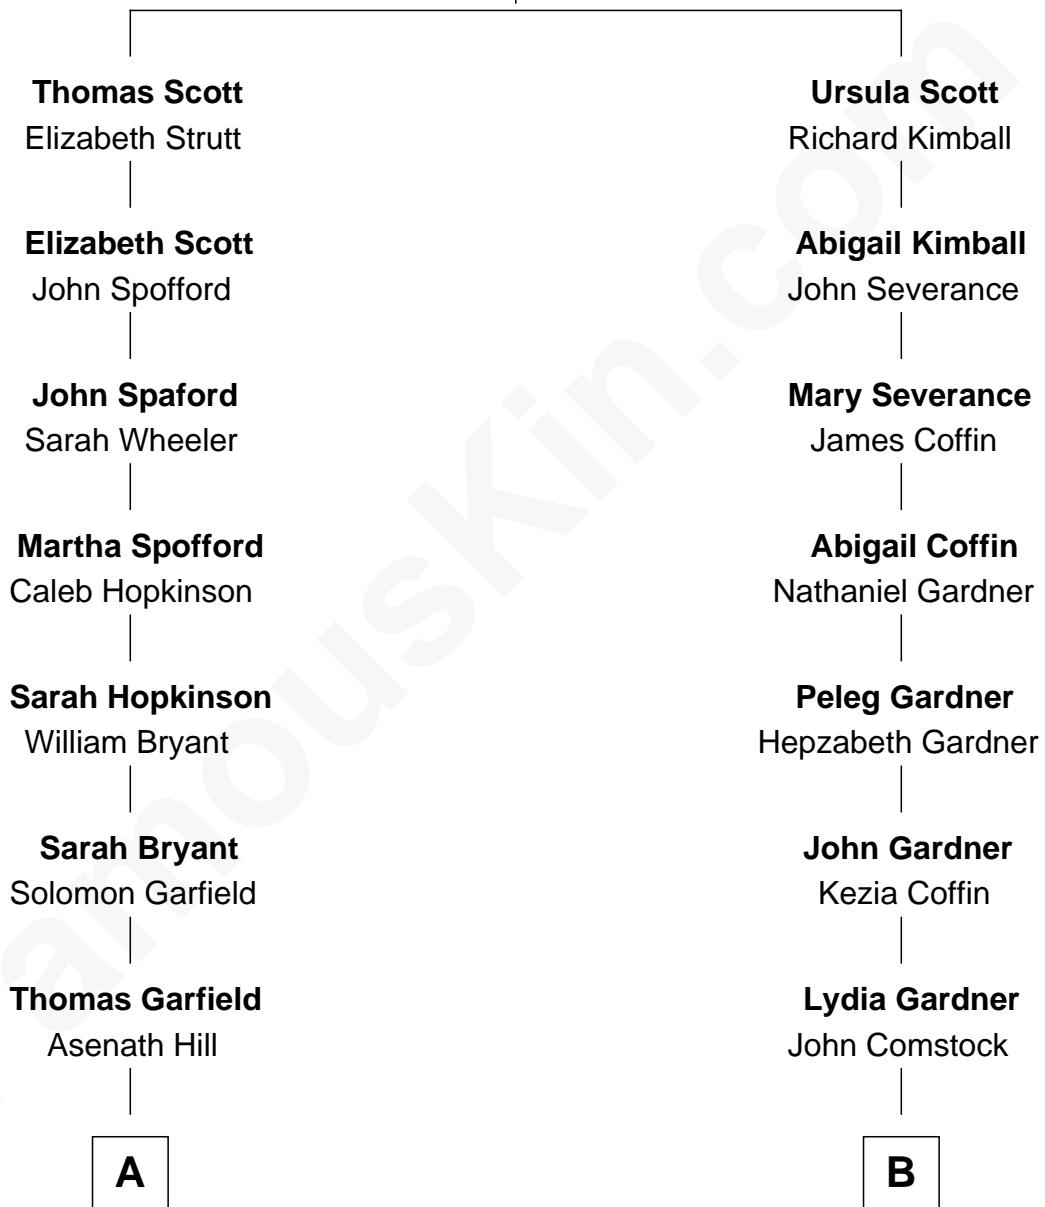 Thomas Scott
Elizabeth Strutt
Elizabeth Scott
John Spofford
John Spaford
Sarah Wheeler
Martha Spofford
Caleb Hopkinson
Sarah Hopkinson
William Bryant
Sarah Bryant
Solomon Garfield
Thomas Garfield
Asenath Hill
A
Ursula Scott
Richard Kimball
Abigail Kimball
John Severance
Mary Severance
James Coffin
Abigail Coffin
Nathaniel Gardner
Peleg Gardner
Hepzabeth Gardner
John Gardner
Kezia Coffin
Lydia Gardner
John Comstock
B
amouskin.com